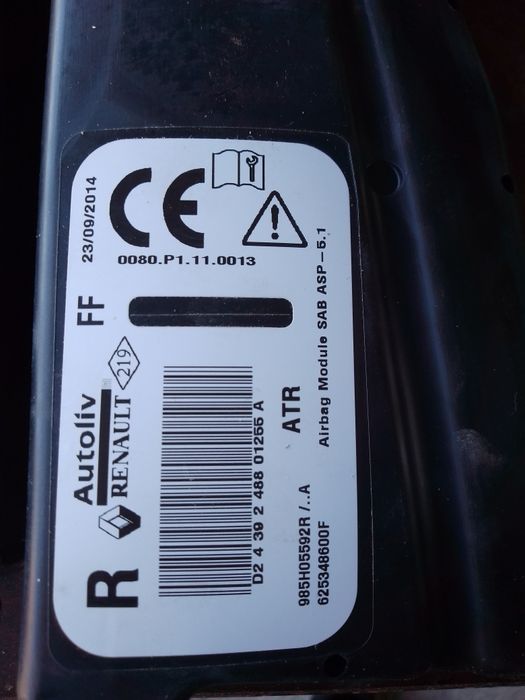 23/09/2014
0080.P1.11.0013
FF
Autoliv
RENAULT 219
R
D2 4 39 2 488 01255 A
ATR
Airbag Module SAB ASP-5.1
985H05592R /..A
625348600F